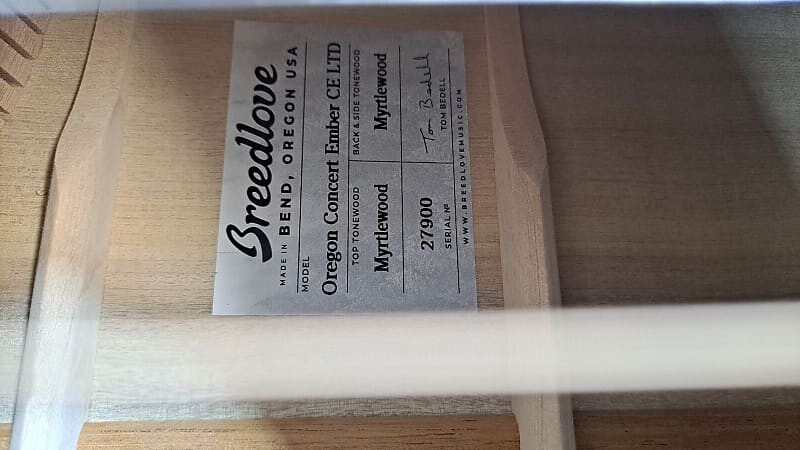 Breedlove
MADE IN BEND, OREGON USA
MODEL
Oregon Concert Ember CE LTD
TOP TONEWOOD
BACK & SIDE TONEWOOD
Myrtlewood
Myrtlewood
27900
Tom Bedell
SERIAL Nº
TOM BEDELL
WWW.BREEDLOVEMUSIC.COM